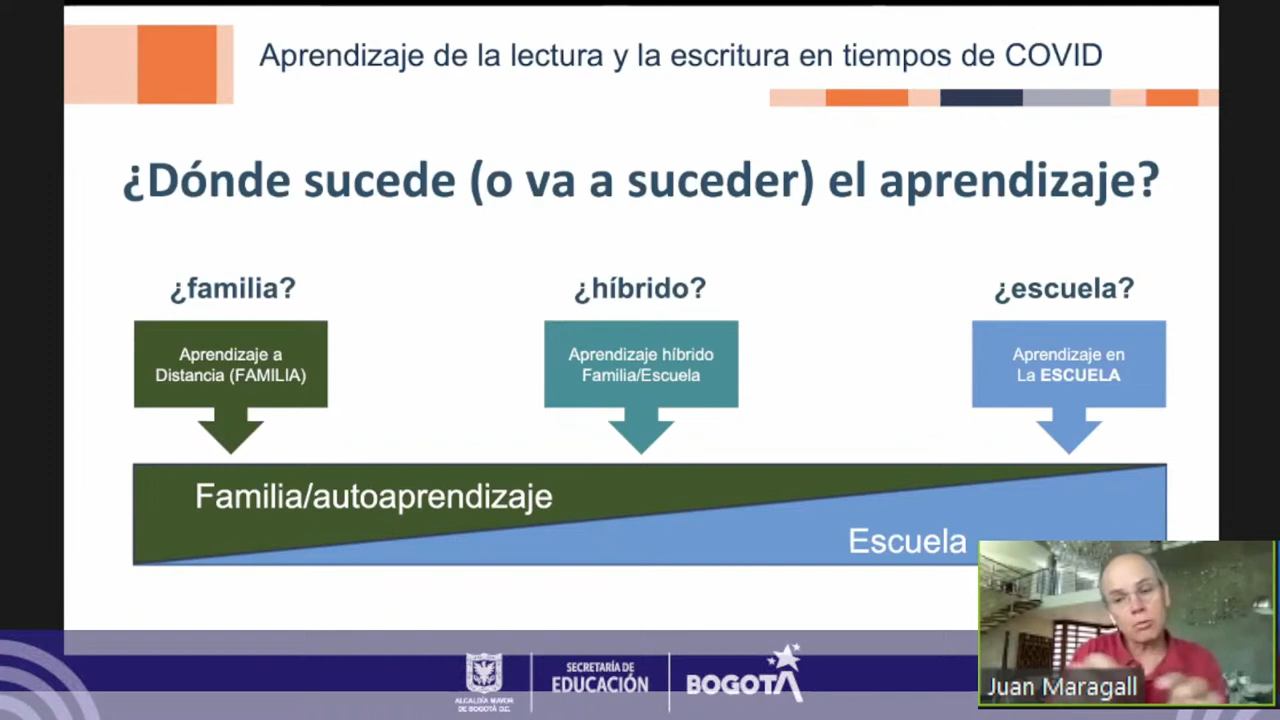 Aprendizaje de la lectura y la escritura en tiempos de COVID
¿Dónde sucede (o va a suceder) el aprendizaje?
¿familia?
¿híbrido?
¿escuela?
Aprendizaje a
Distancia (FAMILIA)
Aprendizaje híbrido
Familia/Escuela
Aprendizaje en
La ESCUELA
Familia/autoaprendizaje
Escuela
Juan Maragall
ALCALDÍA MAYOR
DE BOGOTÁ D.C.
SECRETARÍA DE
EDUCACIÓN
BOGOTÁ